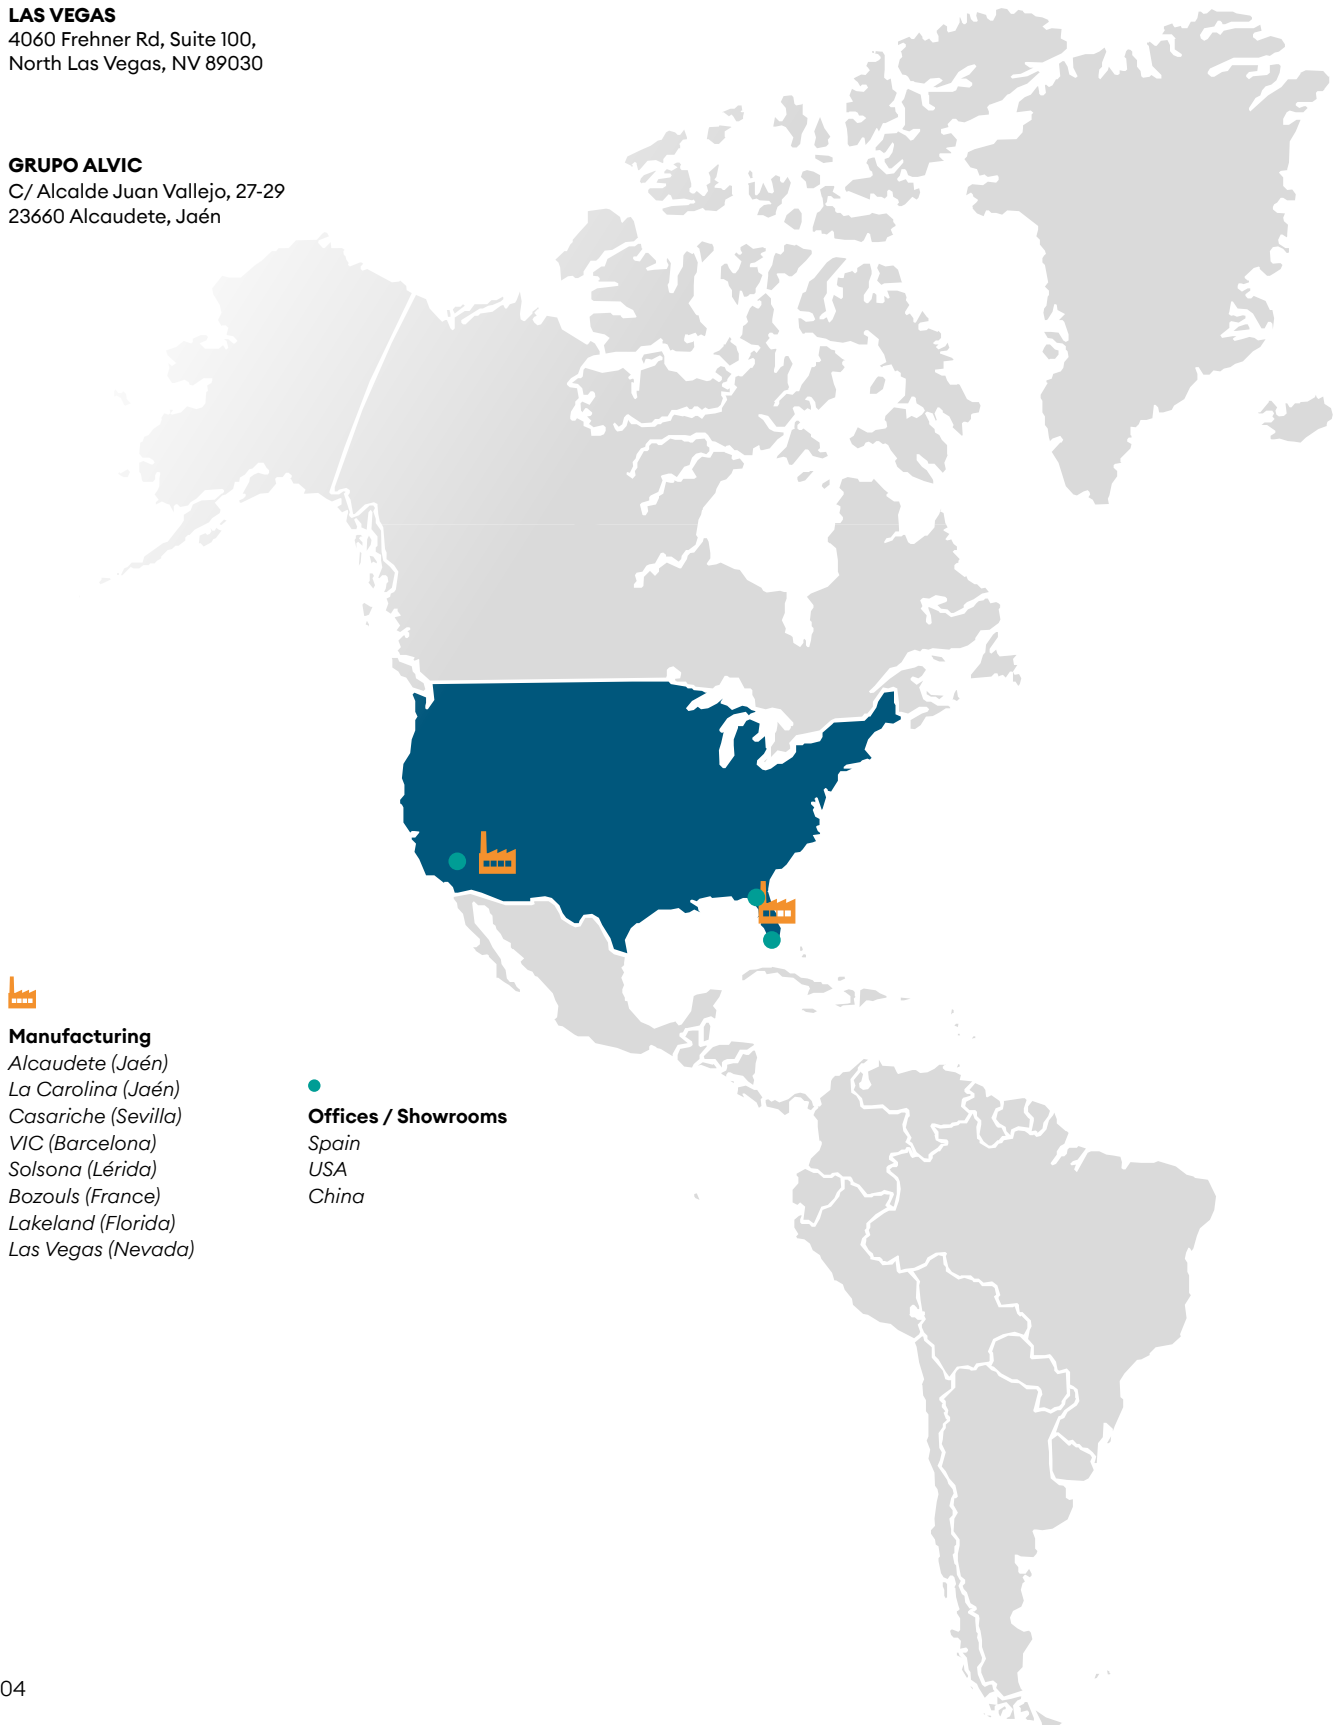 LAS VEGAS
4060 Frehner Rd, Suite 100,
North Las Vegas, NV 89030
GRUPO ALVIC
C/ Alcalde Juan Vallejo, 27-29
23660 Alcaudete, Jaén
Manufacturing
Alcaudete (Jaén)
La Carolina (Jaén)
Casariche (Sevilla)
VIC (Barcelona)
Solsona (Lérida)
Bozouls (France)
Lakeland (Florida)
Las Vegas (Nevada)
Offices / Showrooms
Spain
USA
China
04